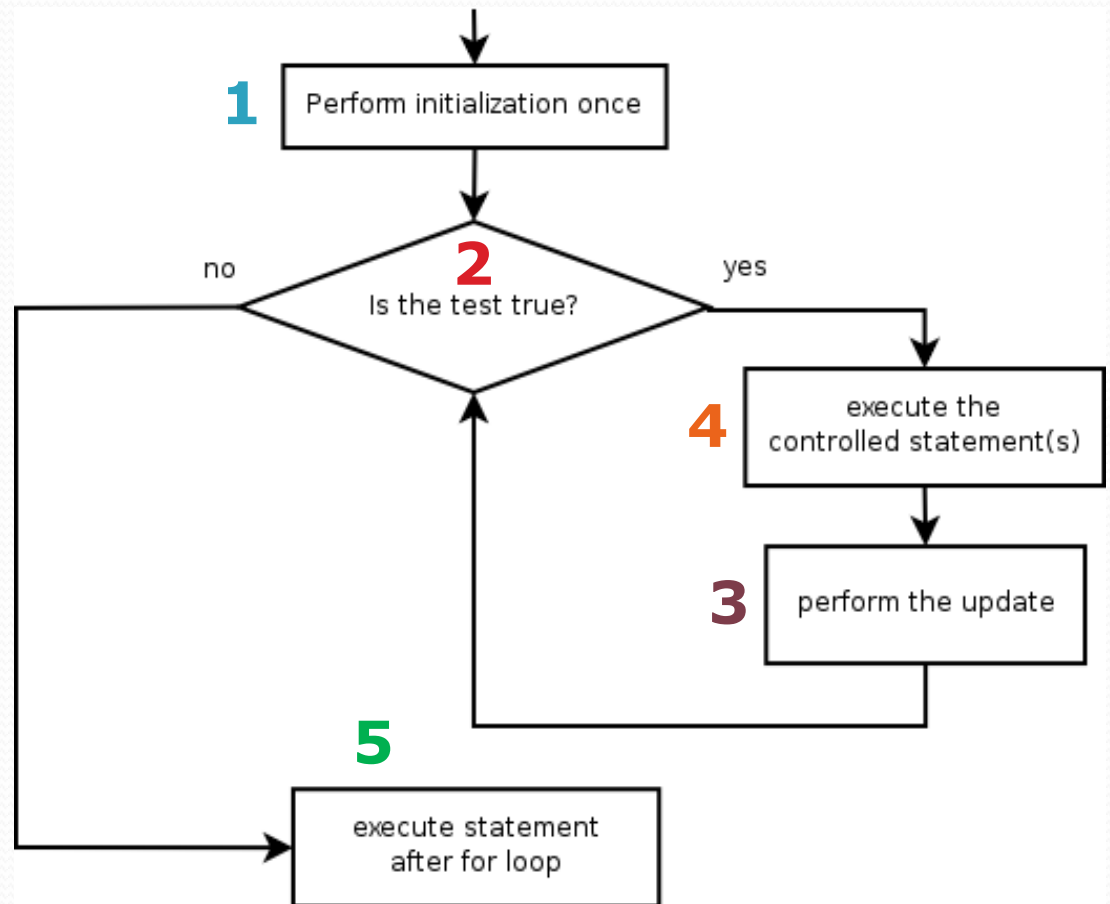 1
Perform initialization once
no
2
yes
Is the test true?
4
execute the
controlled statement(s)
3
perform the update
5
execute statement
after for loop